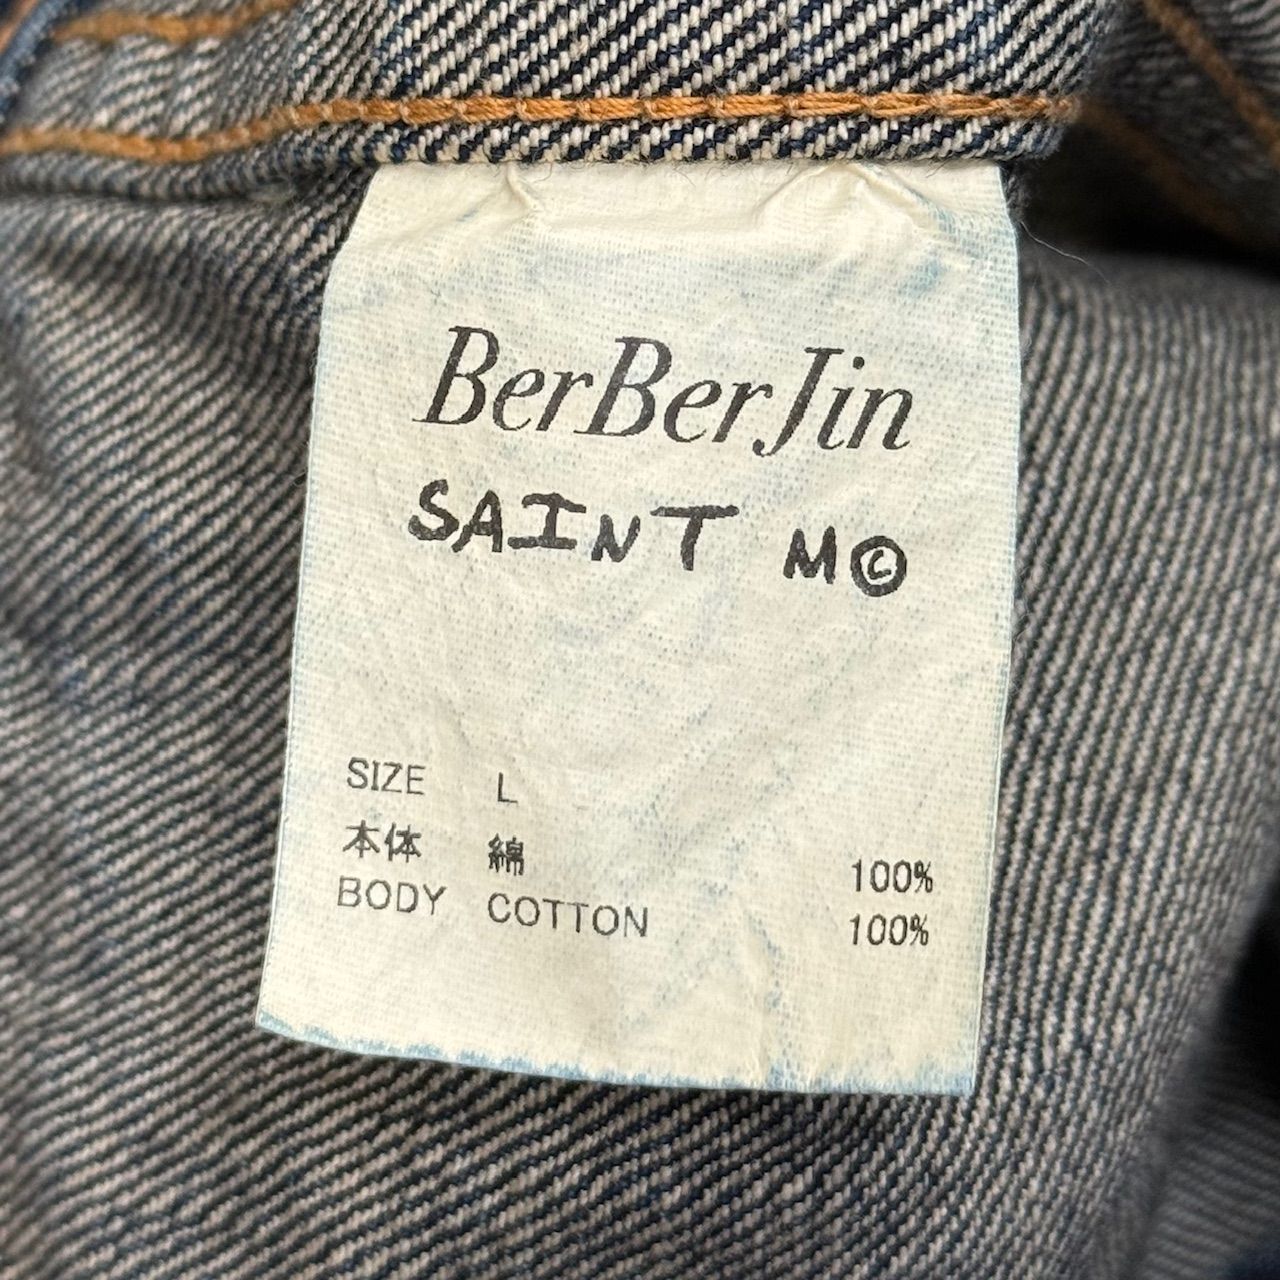 BerBerJin
SAINT M©
SIZE L
本体 綿 100%
BODY COTTON 100%